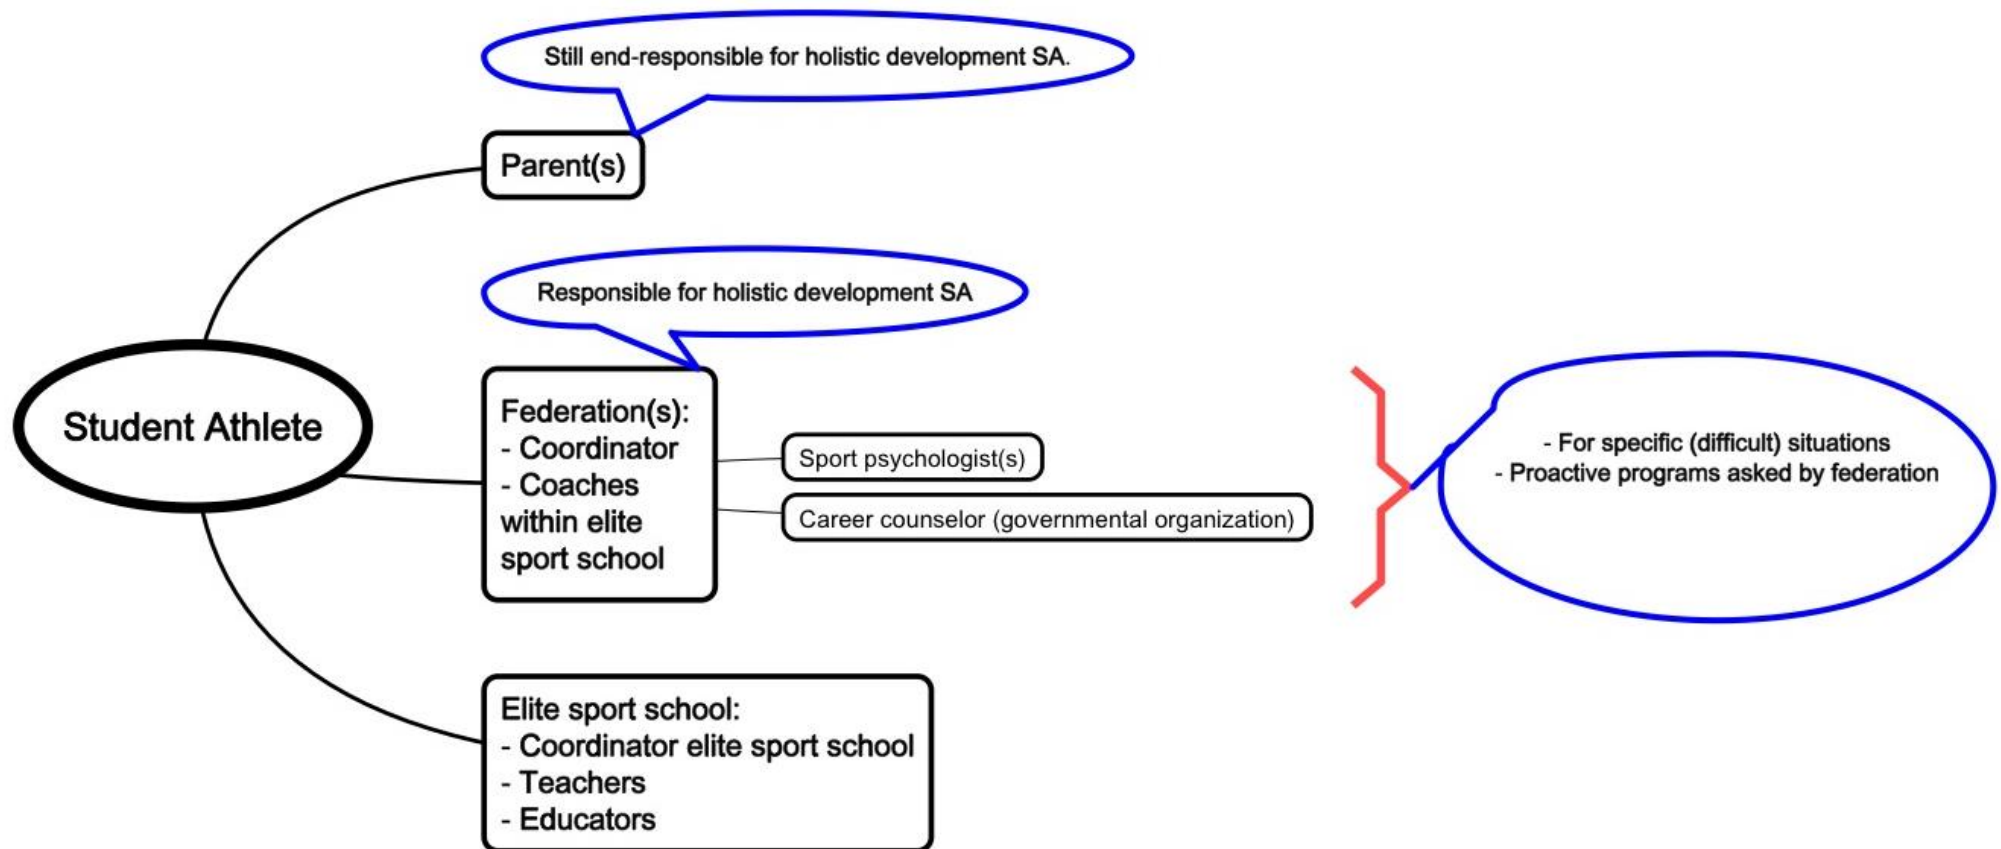 Still end-responsible for holistic development SA.
Parent(s)
Responsible for holistic development SA
Student Athlete
Federation(s):
- Coordinator
- Coaches
within elite
sport school
Sport psychologist(s)
Career counselor (governmental organization)
- For specific (difficult) situations
- Proactive programs asked by federation
Elite sport school:
- Coordinator elite sport school
- Teachers
- Educators